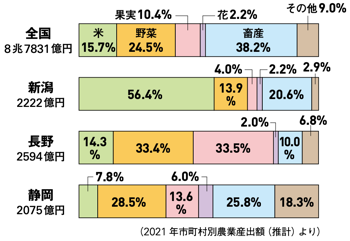 果実10.4% 花2.2% その他9.0%
全国 米 野菜 畜産
8兆7831億円 15.7% 24.5% 38.2%
4.0% 2.2% 2.9%
新潟
2222億円 56.4% 13.9% 20.6%
2.0% 6.8%
長野
2594億円 14.3% 33.4% 33.5% 10.0%
7.8% 6.0%
静岡
2075億円 28.5% 13.6% 25.8% 18.3%
(2021年市町村別農業産出額(推計)より)